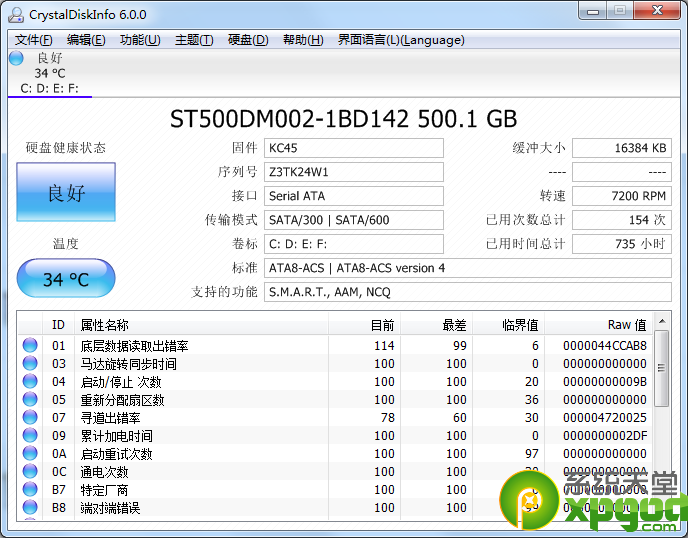 CrystalDiskInfo 6.0.0
文件(F) 编辑(E) 功能(U) 主题(T) 硬盘(D) 帮助(H) 界面语言(L)(Language)
良好
34 °C
C: D: E: F:
ST500DM002-1BD142 500.1 GB
硬盘健康状态
良好
温度
34 °C
固件 KC45 缓冲大小 16384 KB
序列号 Z3TK24W1 ---- ----
接口 Serial ATA 转速 7200 RPM
传输模式 SATA/300 | SATA/600 已用次数总计 154 次
卷标 C: D: E: F: 已用时间总计 735 小时
标准 ATA8-ACS | ATA8-ACS version 4
支持的功能 S.M.A.R.T., AAM, NCQ
ID 属性名称 目前 最差 临界值 Raw 值
01 底层数据读取出错率 114 99 6 0000044CCAB8
03 马达旋转同步时间 100 100 0 000000000000
04 启动/停止 次数 100 100 20 00000000009B
05 重新分配扇区数 100 100 36 000000000000
07 寻道出错率 78 60 30 000004720025
09 累计加电时间 100 100 0 0000000002DF
0A 启动重试次数 100 100 97 000000000000
0C 通电次数 100 100 20
B7 特定厂商 100 100 0
B8 端对端错误 100 100 99
系统天堂
xpgod